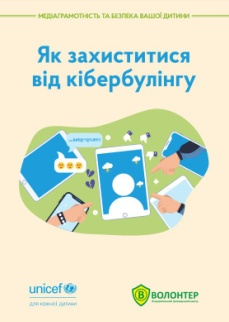 МЕДІАГРАМОТНІСТЬ ТА БЕЗПЕКА ВАШОЇ ДИТИНИ
Як захиститися
від кібербулінгу
unicef
для кожної дитини
ВОЛОНТЕР